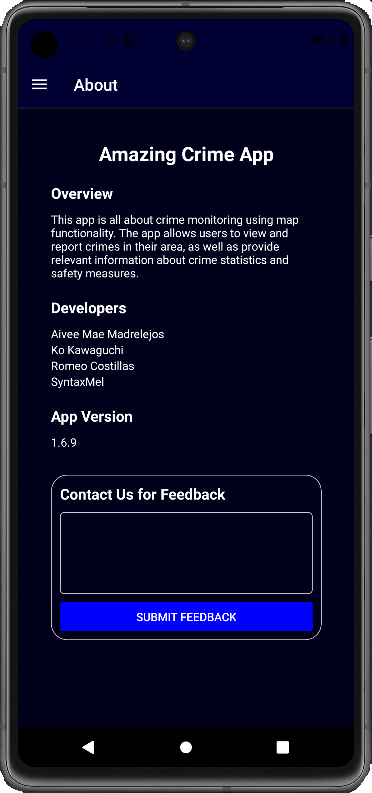 About
Amazing Crime App
Overview
This app is all about crime monitoring using map
functionality. The app allows users to view and
report crimes in their area, as well as provide
relevant information about crime statistics and
safety measures.
Developers
Aivee Mae Madrelejos
Ko Kawaguchi
Romeo Costillas
SyntaxMel
App Version
1.6.9
Contact Us for Feedback
SUBMIT FEEDBACK